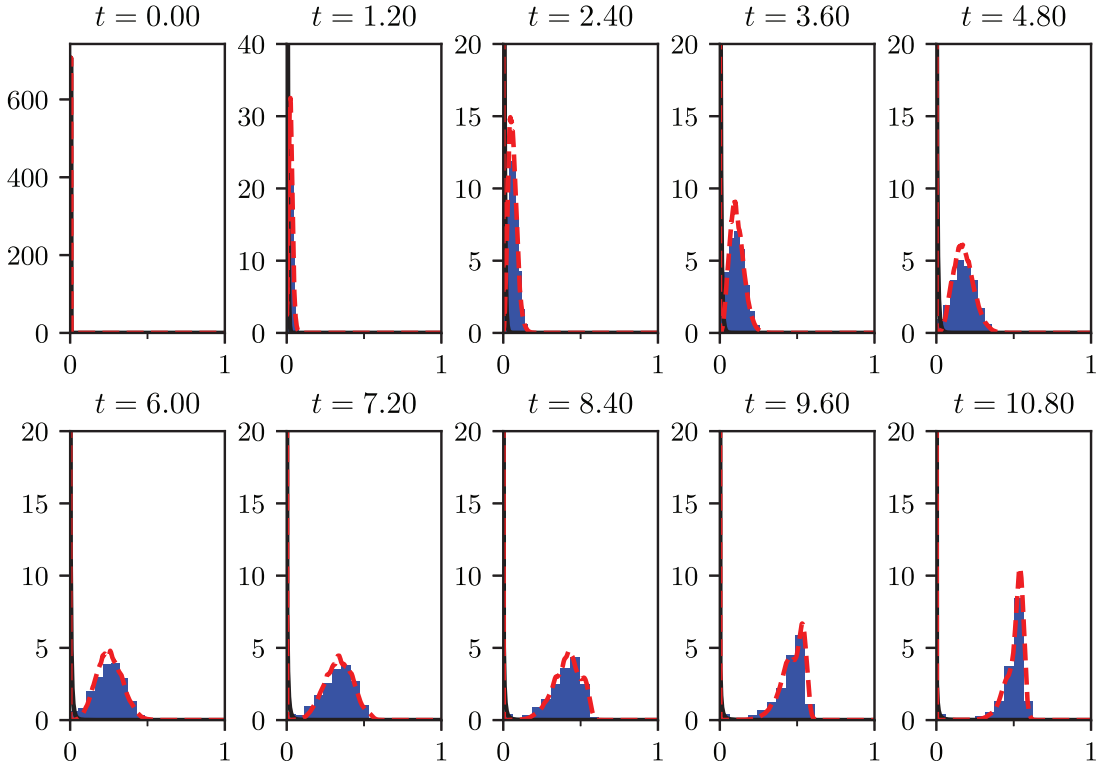 t = 0.00 t = 1.20 t = 2.40 t = 3.60 t = 4.80
600 40 20 20 20
400 30 15 15 15
200 20 10 10 10
10 5 5 5
0 0 0 0 0
0 1 0 1 0 1 0 1 0 1
t = 6.00 t = 7.20 t = 8.40 t = 9.60 t = 10.80
20 20 20 20 20
15 15 15 15 15
10 10 10 10 10
5 5 5 5 5
0 0 0 0 0
0 1 0 1 0 1 0 1 0 1